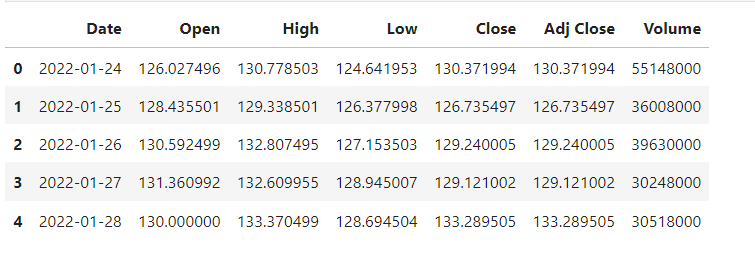 Date Open High Low Close Adj Close Volume
0 2022-01-24 126.027496 130.778503 124.641953 130.371994 130.371994 55148000
1 2022-01-25 128.435501 129.338501 126.377998 126.735497 126.735497 36008000
2 2022-01-26 130.592499 132.807495 127.153503 129.240005 129.240005 39630000
3 2022-01-27 131.360992 132.609955 128.945007 129.121002 129.121002 30248000
4 2022-01-28 130.000000 133.370499 128.694504 133.289505 133.289505 30518000